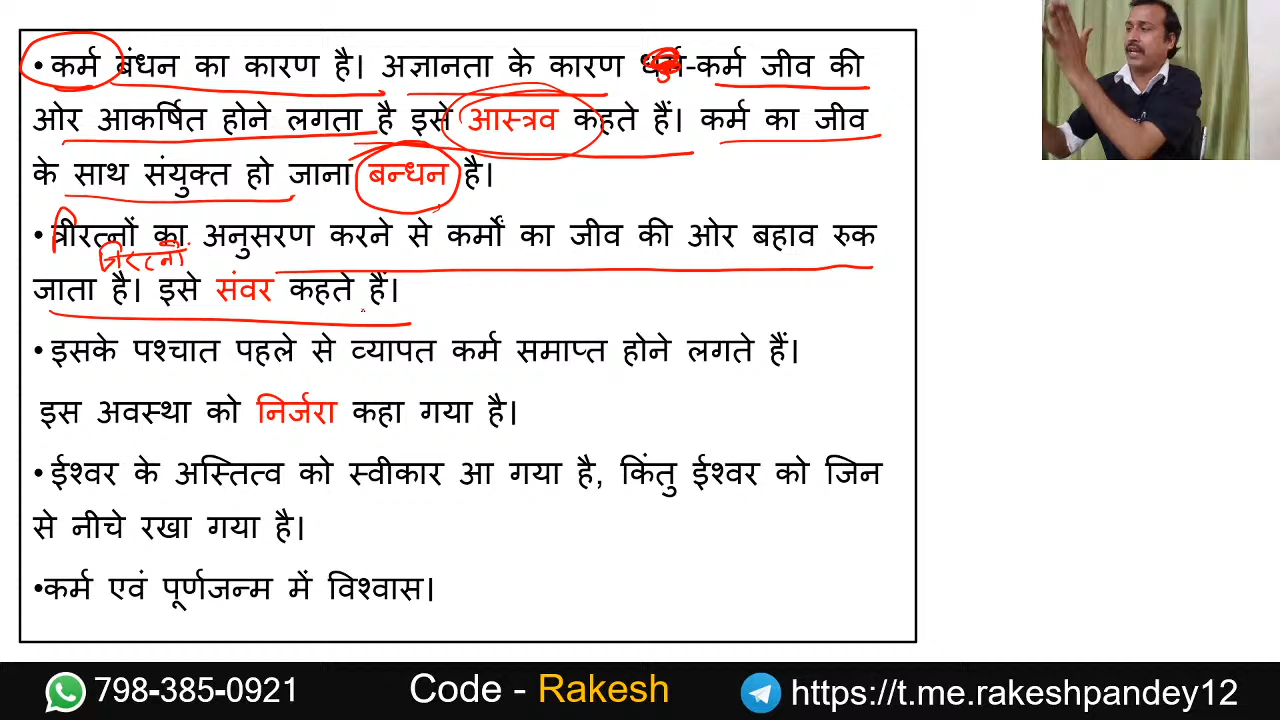 • कर्म बंधन का कारण है। अज्ञानता के कारण धर्म-कर्म जीव की
ओर आकर्षित होने लगता है इसे आस्त्रव कहते हैं। कर्म का जीव
के साथ संयुक्त हो जाना बन्धन है।
• त्रीरत्नों का अनुसरण करने से कर्मों का जीव की ओर बहाव रुक
त्रिरत्नों
जाता है। इसे संवर कहते हैं।
• इसके पश्चात पहले से व्यापत कर्म समाप्त होने लगते हैं।
इस अवस्था को निर्जरा कहा गया है।
• ईश्वर के अस्तित्व को स्वीकार आ गया है, किंतु ईश्वर को जिन
से नीचे रखा गया है।
•कर्म एवं पूर्णजन्म में विश्वास।
798-385-0921 Code - Rakesh https://t.me.rakeshpandey12